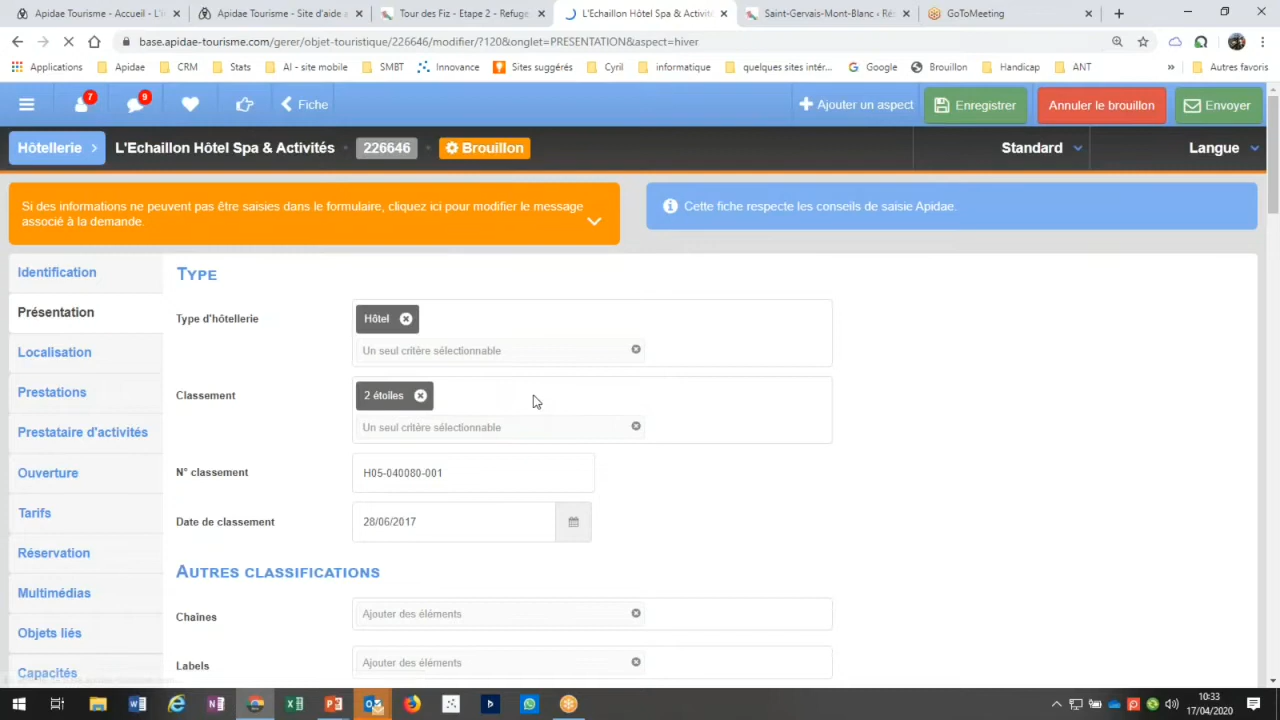 Apidae Tourisme - Accueil - L'I
Apidae Tourisme - Site d'aide a
Tour des Fiz - Etape 2 - Refuge
L'Echaillon Hôtel Spa & Activité
Saint-Gervais-Mont-Blanc ‹ Rés
GoToMeeting
base.apidae-tourisme.com/gerer/objet-touristique/226646/modifier/?120&onglet=PRESENTATION&aspect=hiver
Applications
Apidae
CRM
Stats
AI - site mobile
SMBT
Innovance
Sites suggérés
Cyril
informatique
quelques sites intér...
Google
Brouillon
Handicap
ANT
»
Autres favoris
7
9
Fiche
Ajouter un aspect
Enregistrer
Annuler le brouillon
Envoyer
Hôtellerie
L'Echaillon Hôtel Spa & Activités
226646
Brouillon
Standard
Langue
Si des informations ne peuvent pas être saisies dans le formulaire, cliquez ici pour modifier le message
associé à la demande.
Cette fiche respecte les conseils de saisie Apidae.
Identification
Présentation
Localisation
Prestations
Prestataire d'activités
Ouverture
Tarifs
Réservation
Multimédias
Objets liés
Capacités
TYPE
Type d'hôtellerie
Hôtel
Un seul critère sélectionnable
Classement
2 étoiles
Un seul critère sélectionnable
N° classement
H05-040080-001
Date de classement
28/06/2017
AUTRES CLASSIFICATIONS
Chaînes
Ajouter des éléments
Labels
Ajouter des éléments
10:33
17/04/2020